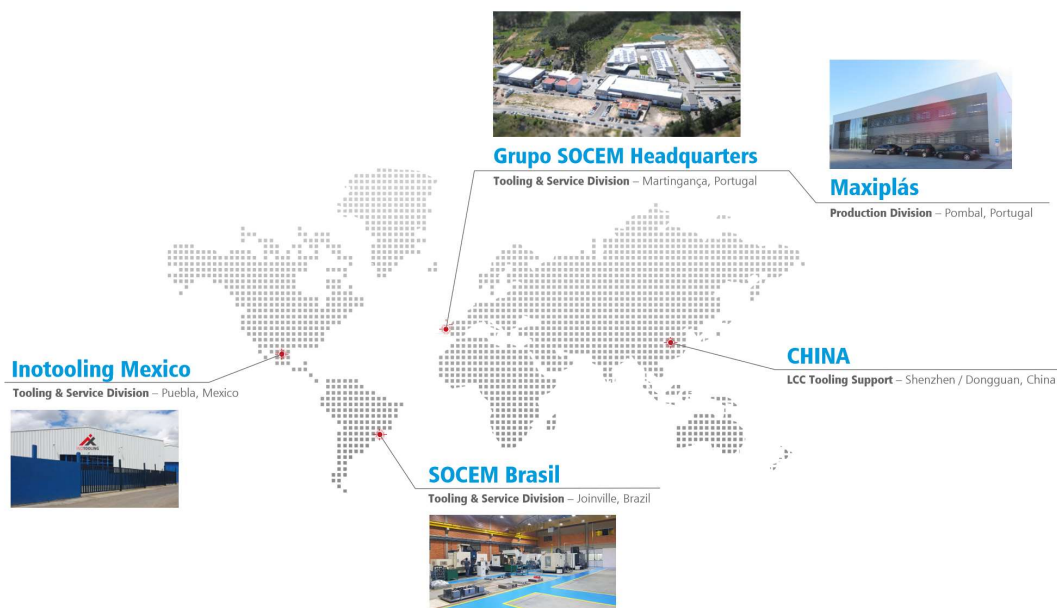 Grupo SOCEM Headquarters
Tooling & Service Division – Martingança, Portugal
Maxiplás
Production Division – Pombal, Portugal
Inotooling Mexico
Tooling & Service Division – Puebla, Mexico
CHINA
LCC Tooling Support – Shenzhen / Dongguan, China
SOCEM Brasil
Tooling & Service Division – Joinville, Brazil